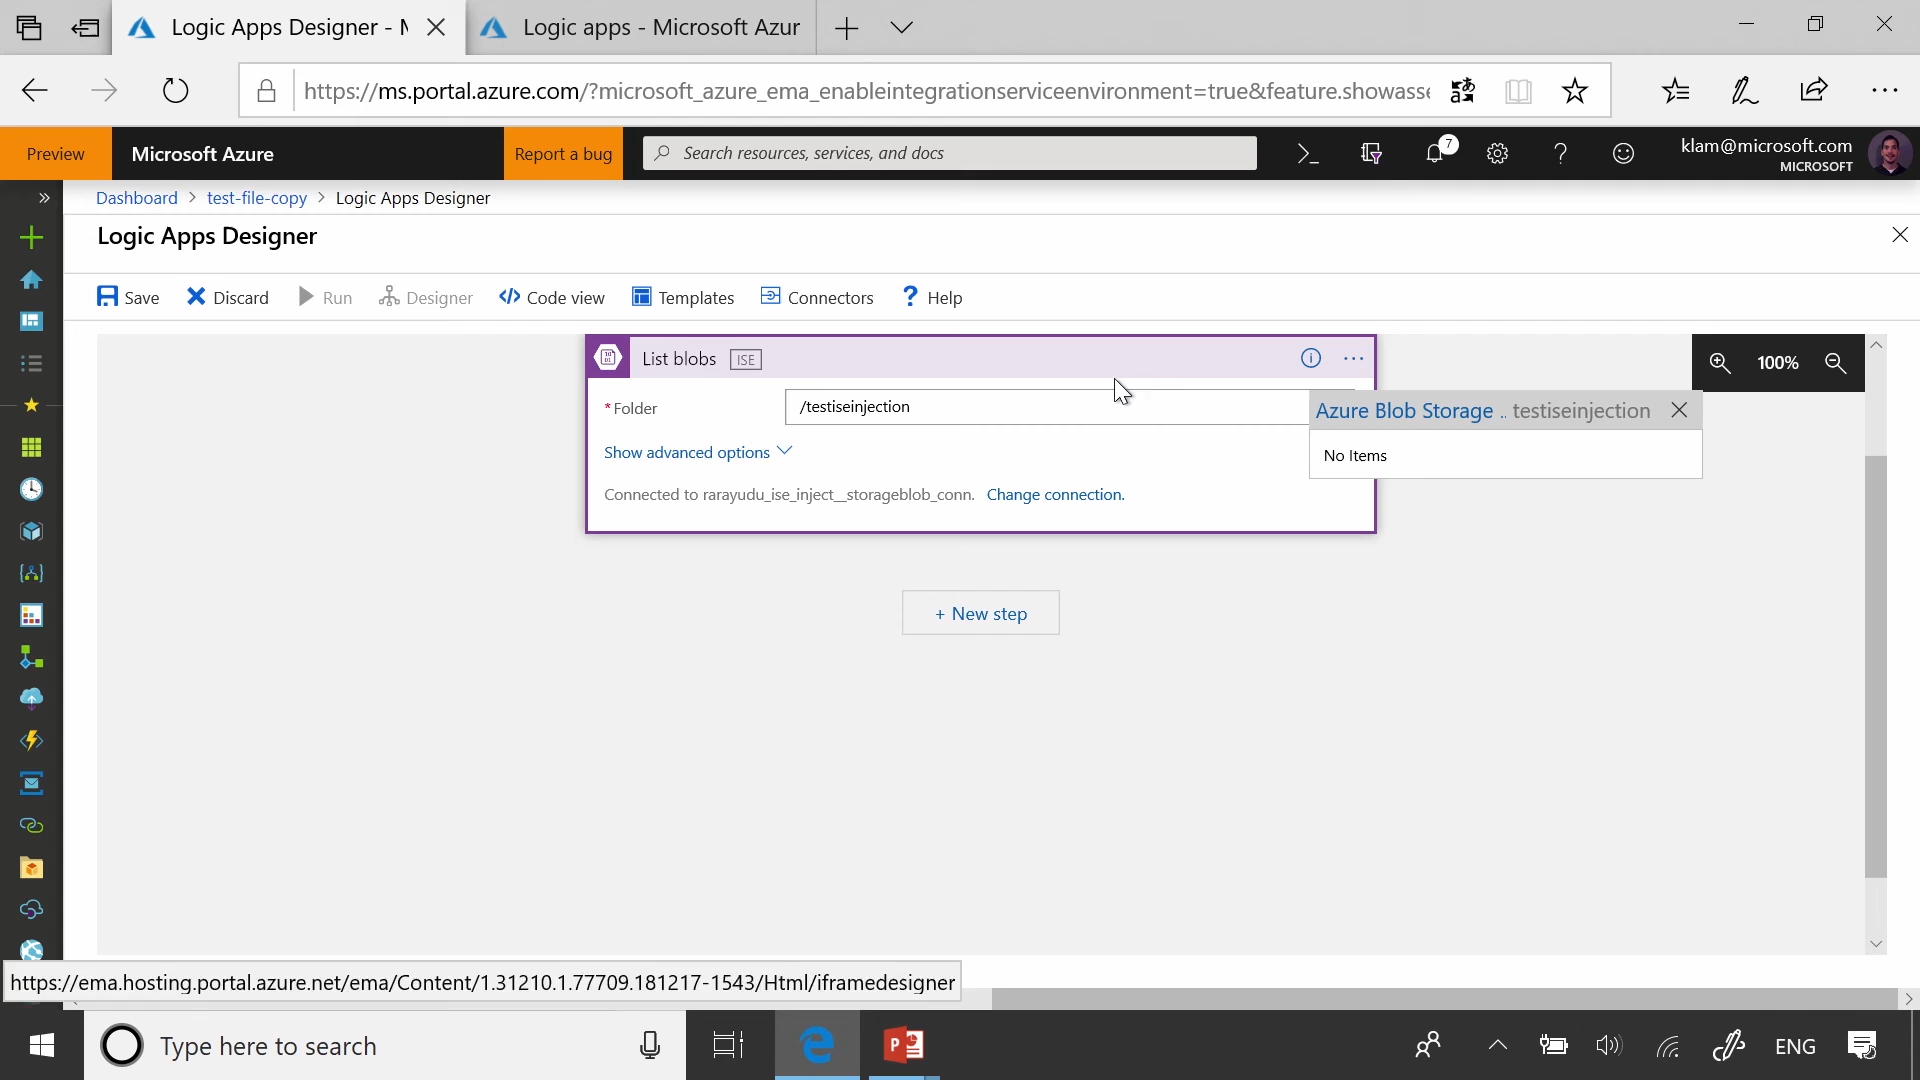 Logic Apps Designer - M
Logic apps - Microsoft Azur
https://ms.portal.azure.com/?microsoft_azure_ema_enableintegrationserviceenvironment=true&feature.showasse
Preview
Microsoft Azure
Report a bug
Search resources, services, and docs
7
klam@microsoft.com
MICROSOFT
Dashboard > test-file-copy > Logic Apps Designer
Logic Apps Designer
Save
Discard
Run
Designer
Code view
Templates
Connectors
? Help
List blobs ISE
100%
* Folder
/testiseinjection
Azure Blob Storage .. testiseinjection
No Items
Show advanced options
Connected to rarayudu_ise_inject__storageblob_conn. Change connection.
+ New step
https://ema.hosting.portal.azure.net/ema/Content/1.31210.1.77709.181217-1543/Html/iframedesigner
Type here to search
ENG